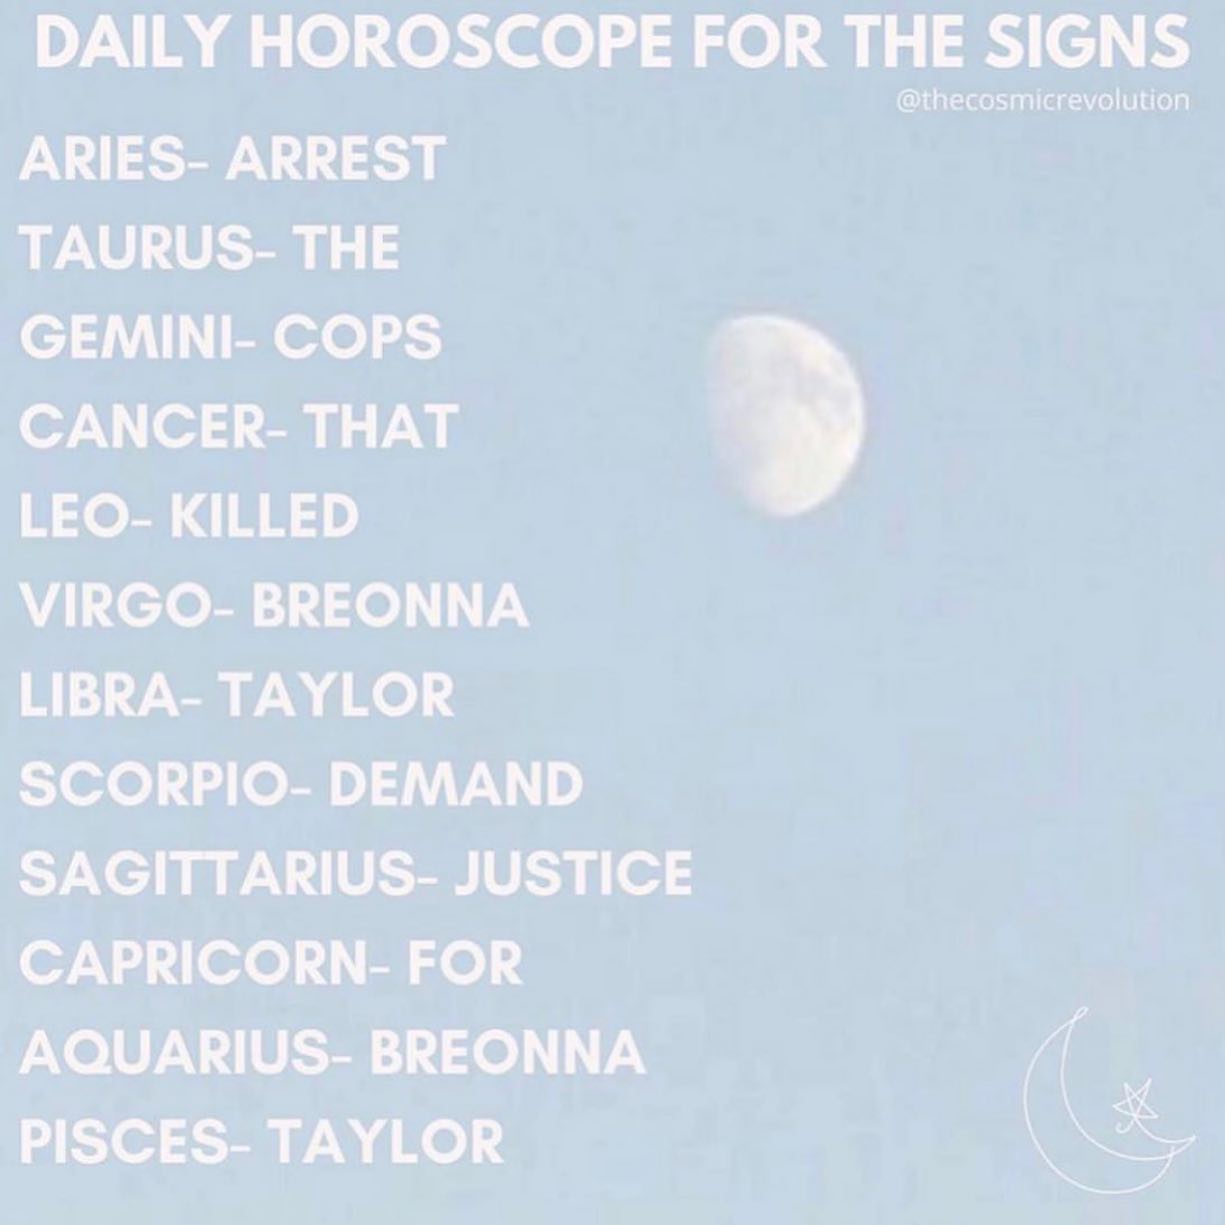 DAILY HOROSCOPE FOR THE SIGNS
@thecosmicrevolution
ARIES- ARREST
TAURUS- THE
GEMINI- COPS
CANCER- THAT
LEO- KILLED
VIRGO- BREONNA
LIBRA- TAYLOR
SCORPIO- DEMAND
SAGITTARIUS- JUSTICE
CAPRICORN- FOR
AQUARIUS- BREONNA
PISCES- TAYLOR